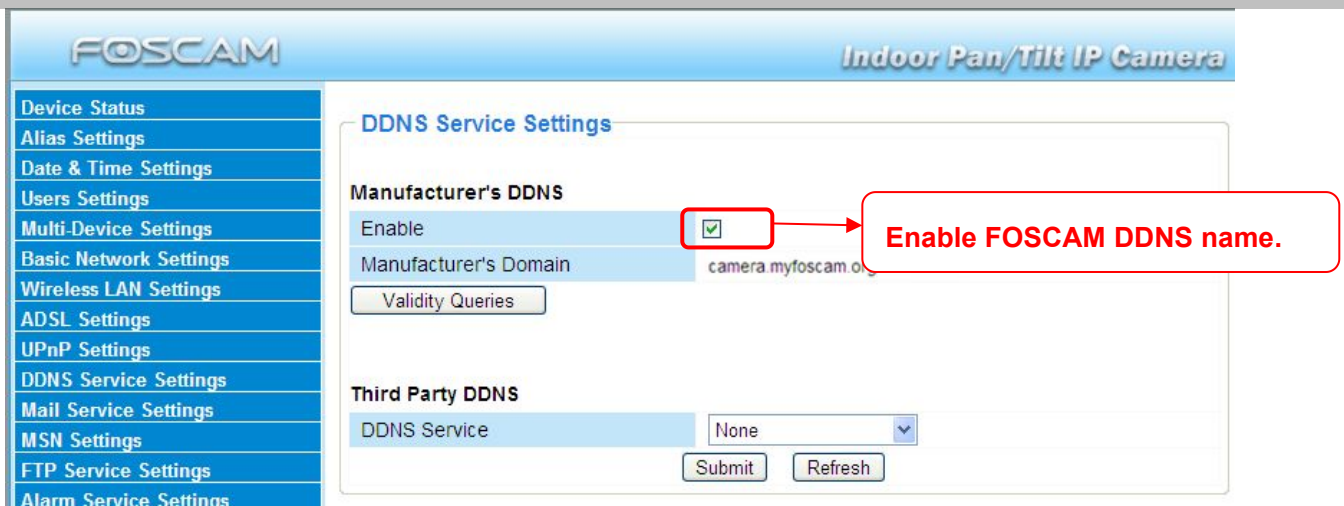 FOSCAM
Indoor Pan/Tilt IP Camera
Device Status
Alias Settings
Date & Time Settings
Users Settings
Multi-Device Settings
Basic Network Settings
Wireless LAN Settings
ADSL Settings
UPnP Settings
DDNS Service Settings
Mail Service Settings
MSN Settings
FTP Service Settings
Alarm Service Settings
DDNS Service Settings
Manufacturer's DDNS
Enable
Enable FOSCAM DDNS name.
Manufacturer's Domain camera.myfoscam.org
Validity Queries
Third Party DDNS
DDNS Service None
Submit Refresh